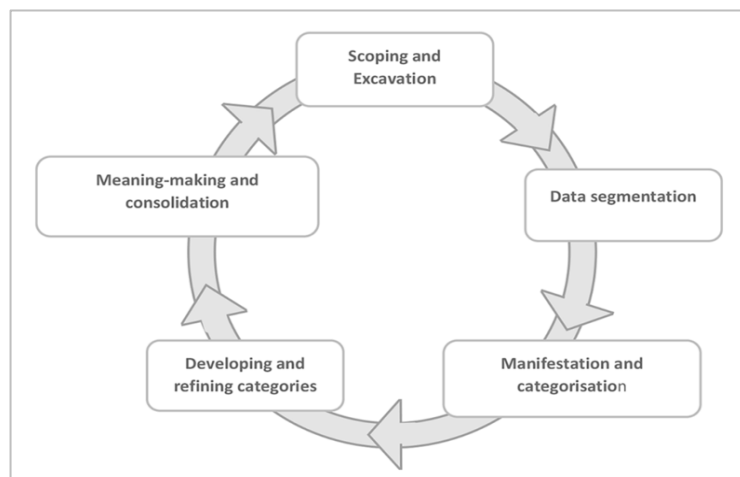 Scoping and
Excavation
Data segmentation
Manifestation and
categorisation
Developing and
refining categories
Meaning-making and
consolidation